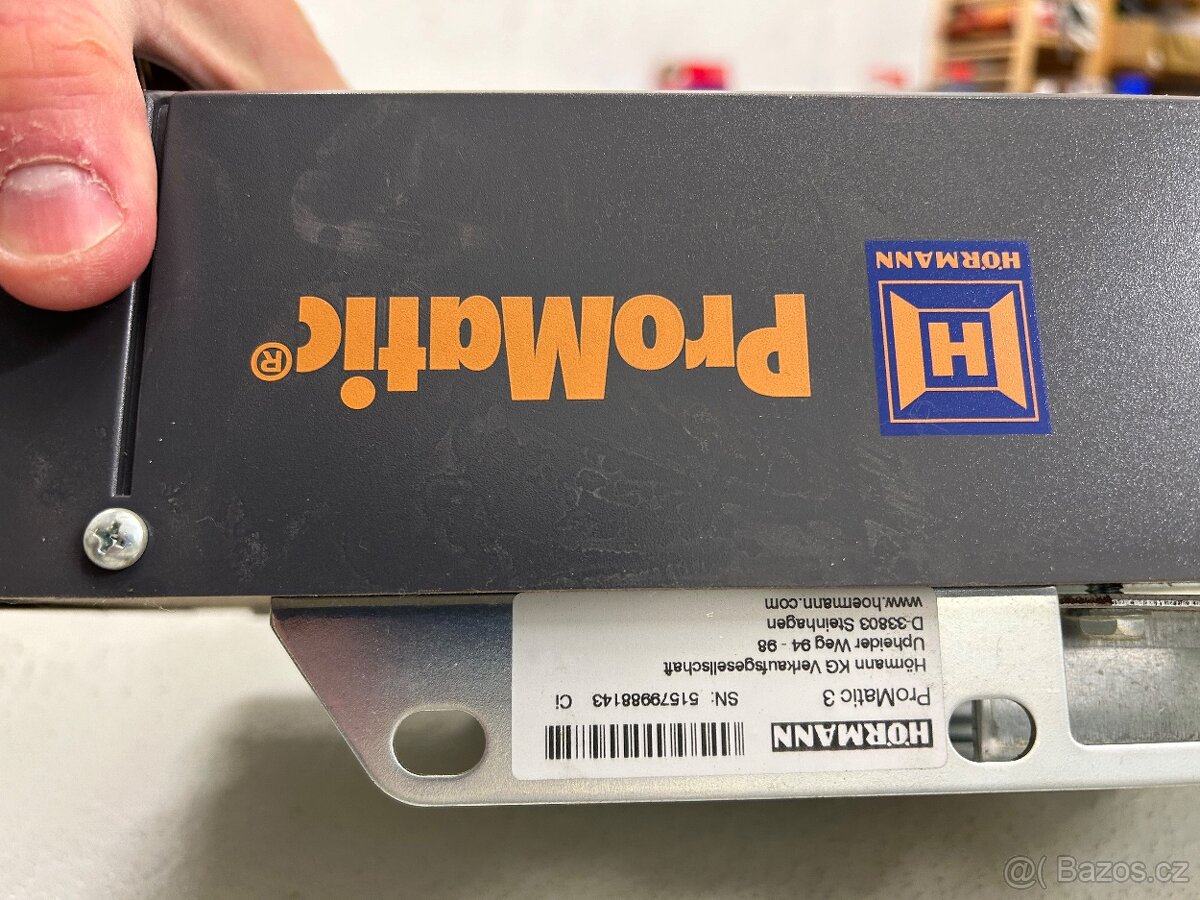 HÖRMANN
H
ProMatic®
HÖRMANN
ProMatic 3 SN: 51579988143 Ci
Hörmann KG Verkaufsgesellschaft
Upheider Weg 94 - 98
D-33803 Steinhagen
www.hoermann.com
@( Bazos.cz